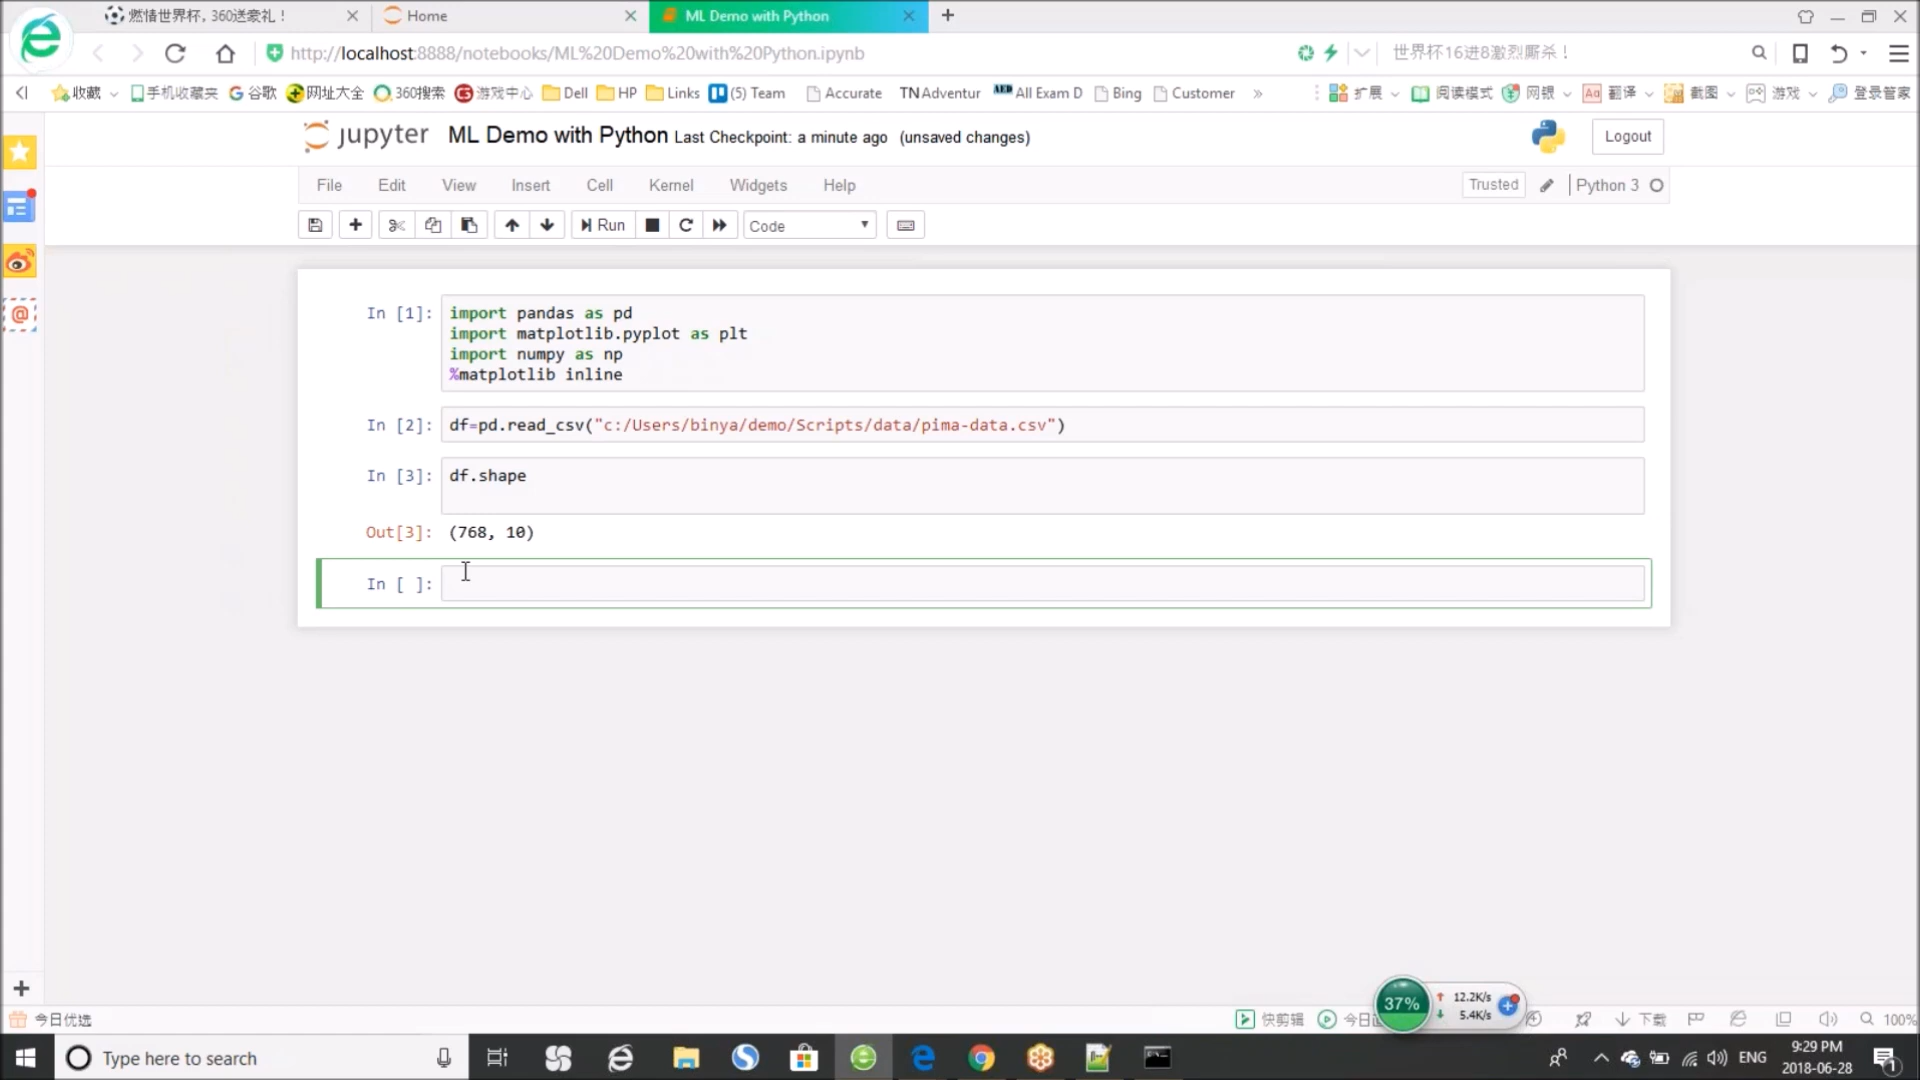 燃情世界杯，360送豪礼！
Home
ML Demo with Python
http://localhost:8888/notebooks/ML%20Demo%20with%20Python.ipynb
世界杯16进8激烈厮杀！
收藏 手机收藏夹 谷歌 网址大全 360搜索 游戏中心 Dell HP Links (5) Team Accurate TNAdventur All Exam D Bing Customer » 扩展 阅读模式 网银 翻译 截图 游戏 登录管家
jupyter ML Demo with Python Last Checkpoint: a minute ago (unsaved changes)
Logout
File Edit View Insert Cell Kernel Widgets Help
Trusted Python 3
Run Code
In [1]: import pandas as pd
import matplotlib.pyplot as plt
import numpy as np
%matplotlib inline
In [2]: df=pd.read_csv("c:/Users/binya/demo/Scripts/data/pima-data.csv")
In [3]: df.shape
Out[3]: (768, 10)
In [ ]:
37% 12.2K/s
5.4K/s
今日优选 快剪辑 今日 下载 100%
Type here to search
ENG
9:29 PM
2018-06-28
1